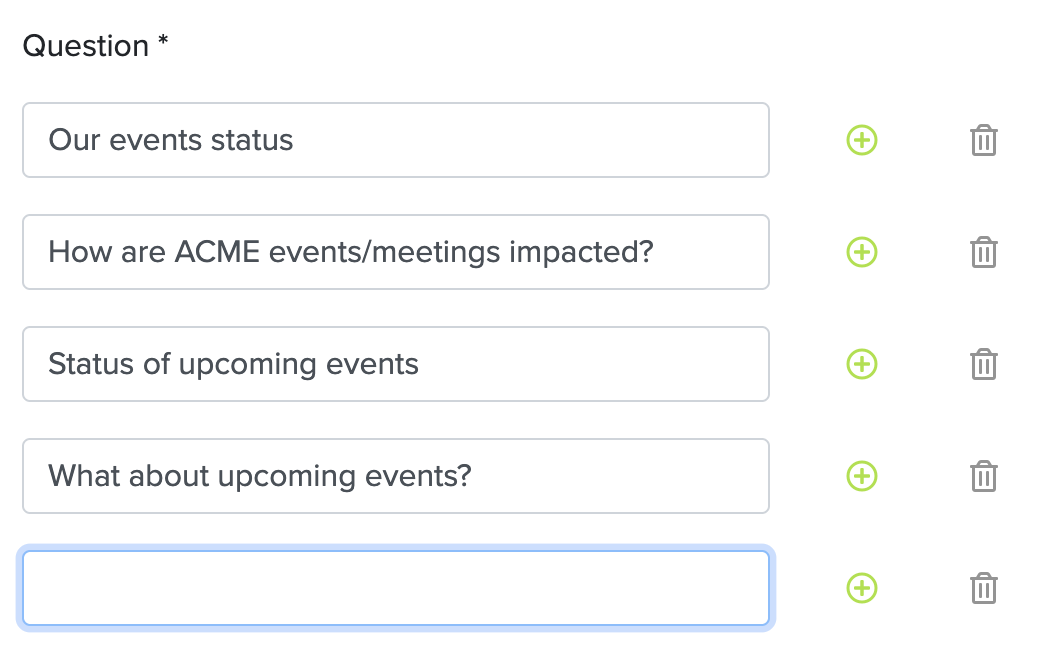 Question *
Our events status
How are ACME events/meetings impacted?
Status of upcoming events
What about upcoming events?